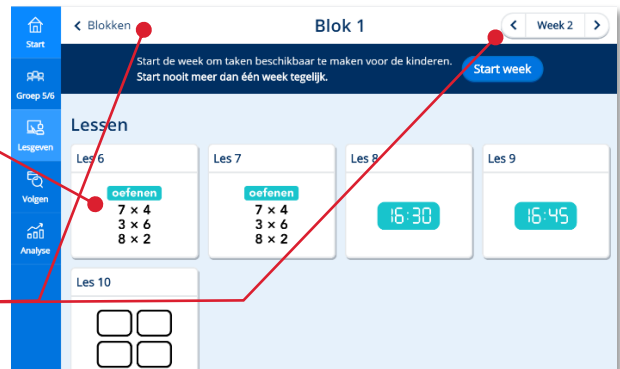 Start
Groep 5/6
Lesgeven
Volgen
Analyse
Blokken
Blok 1
Week 2
Start de week om taken beschikbaar te maken voor de kinderen.
Start nooit meer dan één week tegelijk.
Start week
Lessen
Les 6
oefenen
7 × 4
3 × 6
8 × 2
Les 7
oefenen
7 × 4
3 × 6
8 × 2
Les 8
16:30
Les 9
16:45
Les 10